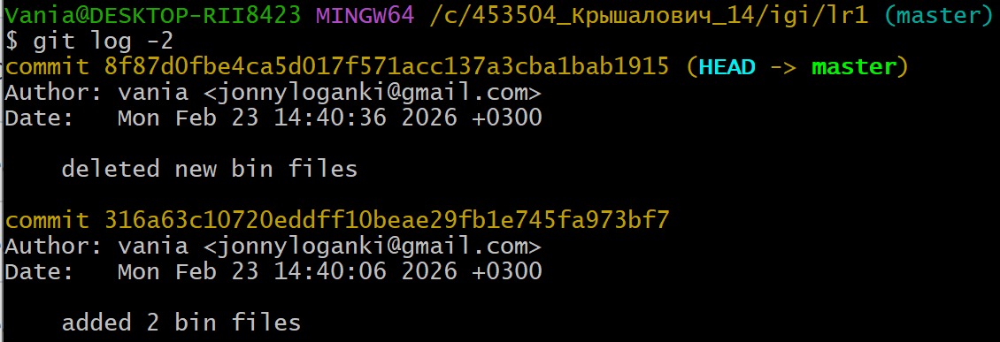 Vania@DESKTOP-RII8423 MINGW64 /c/453504_Крышалович_14/igi/lr1 (master)
$ git log -2
commit 8f87d0fbe4ca5d017f571acc137a3cba1bab1915 (HEAD -> master)
Author: vania <jonnyloganki@gmail.com>
Date:   Mon Feb 23 14:40:36 2026 +0300
    deleted new bin files
commit 316a63c10720eddff10beae29fb1e745fa973bf7
Author: vania <jonnyloganki@gmail.com>
Date:   Mon Feb 23 14:40:06 2026 +0300
    added 2 bin files